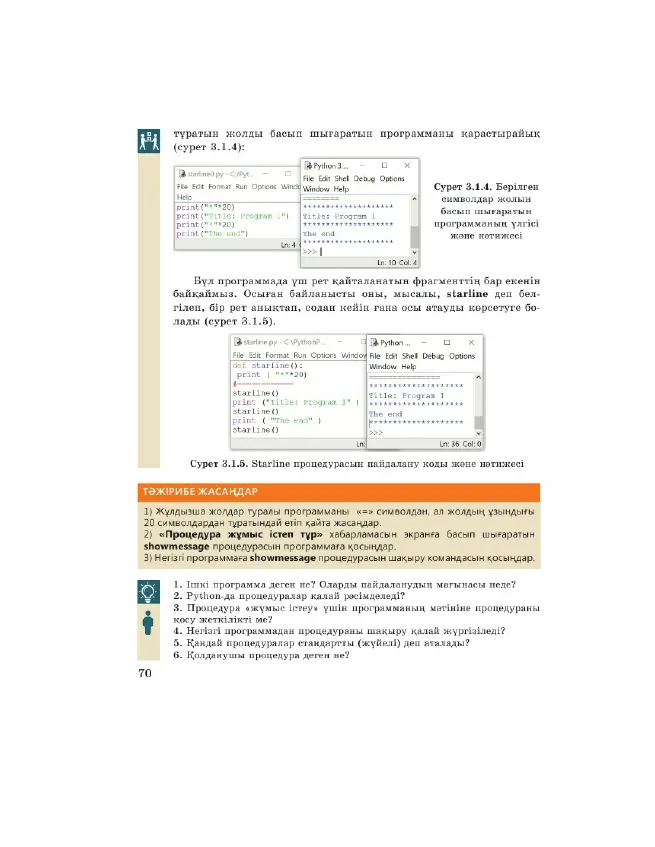 тұратын жолды басып шығаратын программаны қарастырайық
(сурет 3.1.4):
starline0.py - C:/Pyt...
File Edit Format Run Options Windo
Help
print("*"*20)
print("Title: Program 1")
print("*"*20)
print("The end")
Ln: 4
Python 3 ...
File Edit Shell Debug Options
Window Help
========
********************
Title: Program 1
********************
The end
********************
>>>
Ln: 10 Col: 4
Сурет 3.1.4. Берілген
символдар жолын
басып шығаратын
программаның үлгісі
және нәтижесі
Бұл программада үш рет қайталанатын фрагменттің бар екенін
байқаймыз. Осыған байланысты оны, мысалы, starline деп бел-
гілеп, бір рет анықтап, содан кейін ғана осы атауды көрсетуге бо-
лады (сурет 3.1.5).
starline.py - C:\PythonP...
File Edit Format Run Options Window
def starline():
print ( "*"*20)
#============
starline()
print ("Title: Program 1" )
starline()
print ( "The end" )
starline()
Ln:
Python ...
File Edit Shell Debug Options
Window Help
================
********************
Title: Program 1
********************
The end
********************
>>>
Ln: 36 Col: 0
Сурет 3.1.5. Starline процедурасын пайдалану коды және нәтижесі
ТӘЖІРИБЕ ЖАСАҢДАР
1) Жұлдызша жолдар туралы программаны «=» символдан, ал жолдың ұзындығы
20 символдардан тұратындай етіп қайта жасаңдар.
2) «Процедура жұмыс істеп тұр» хабарламасын экранға басып шығаратын
showmessage процедурасын программаға қосыңдар.
3) Негізгі программаға showmessage процедурасын шақыру командасын қосыңдар.
1. Ішкі программа деген не? Оларды пайдаланудың мағынасы неде?
2. Python-да процедуралар қалай рәсімделеді?
3. Процедура «жұмыс істеу» үшін программаның мәтініне процедураны
қосу жеткілікті ме?
4. Негізгі программадан процедураны шақыру қалай жүргізіледі?
5. Қандай процедуралар стандартты (жүйелі) деп аталады?
6. Қолданушы процедура деген не?
70